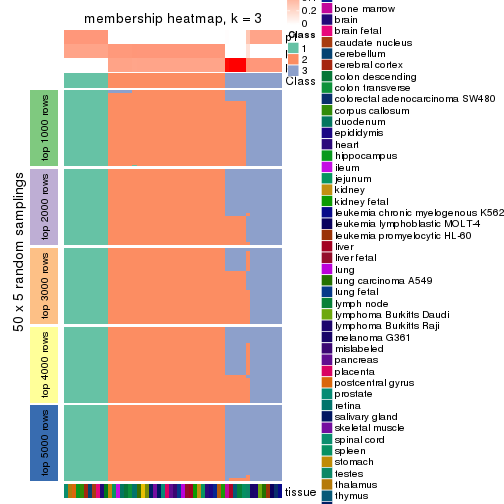 membership heatmap, k = 3
0.2
0
Class
1
2
3
Class
50 x 5 random samplings
top 1000 rows
top 2000 rows
top 3000 rows
top 4000 rows
top 5000 rows
tissue
bone marrow
brain
brain fetal
caudate nucleus
cerebellum
cerebral cortex
colon descending
colon transverse
colorectal adenocarcinoma SW480
corpus callosum
duodenum
epididymis
heart
hippocampus
ileum
jejunum
kidney
kidney fetal
leukemia chronic myelogenous K562
leukemia lymphoblastic MOLT-4
leukemia promyelocytic HL-60
liver
liver fetal
lung
lung carcinoma A549
lung fetal
lymph node
lymphoma Burkitts Daudi
lymphoma Burkitts Raji
melanoma G361
mislabeled
pancreas
placenta
postcentral gyrus
prostate
retina
salivary gland
skeletal muscle
spinal cord
spleen
stomach
testes
thalamus
thymus